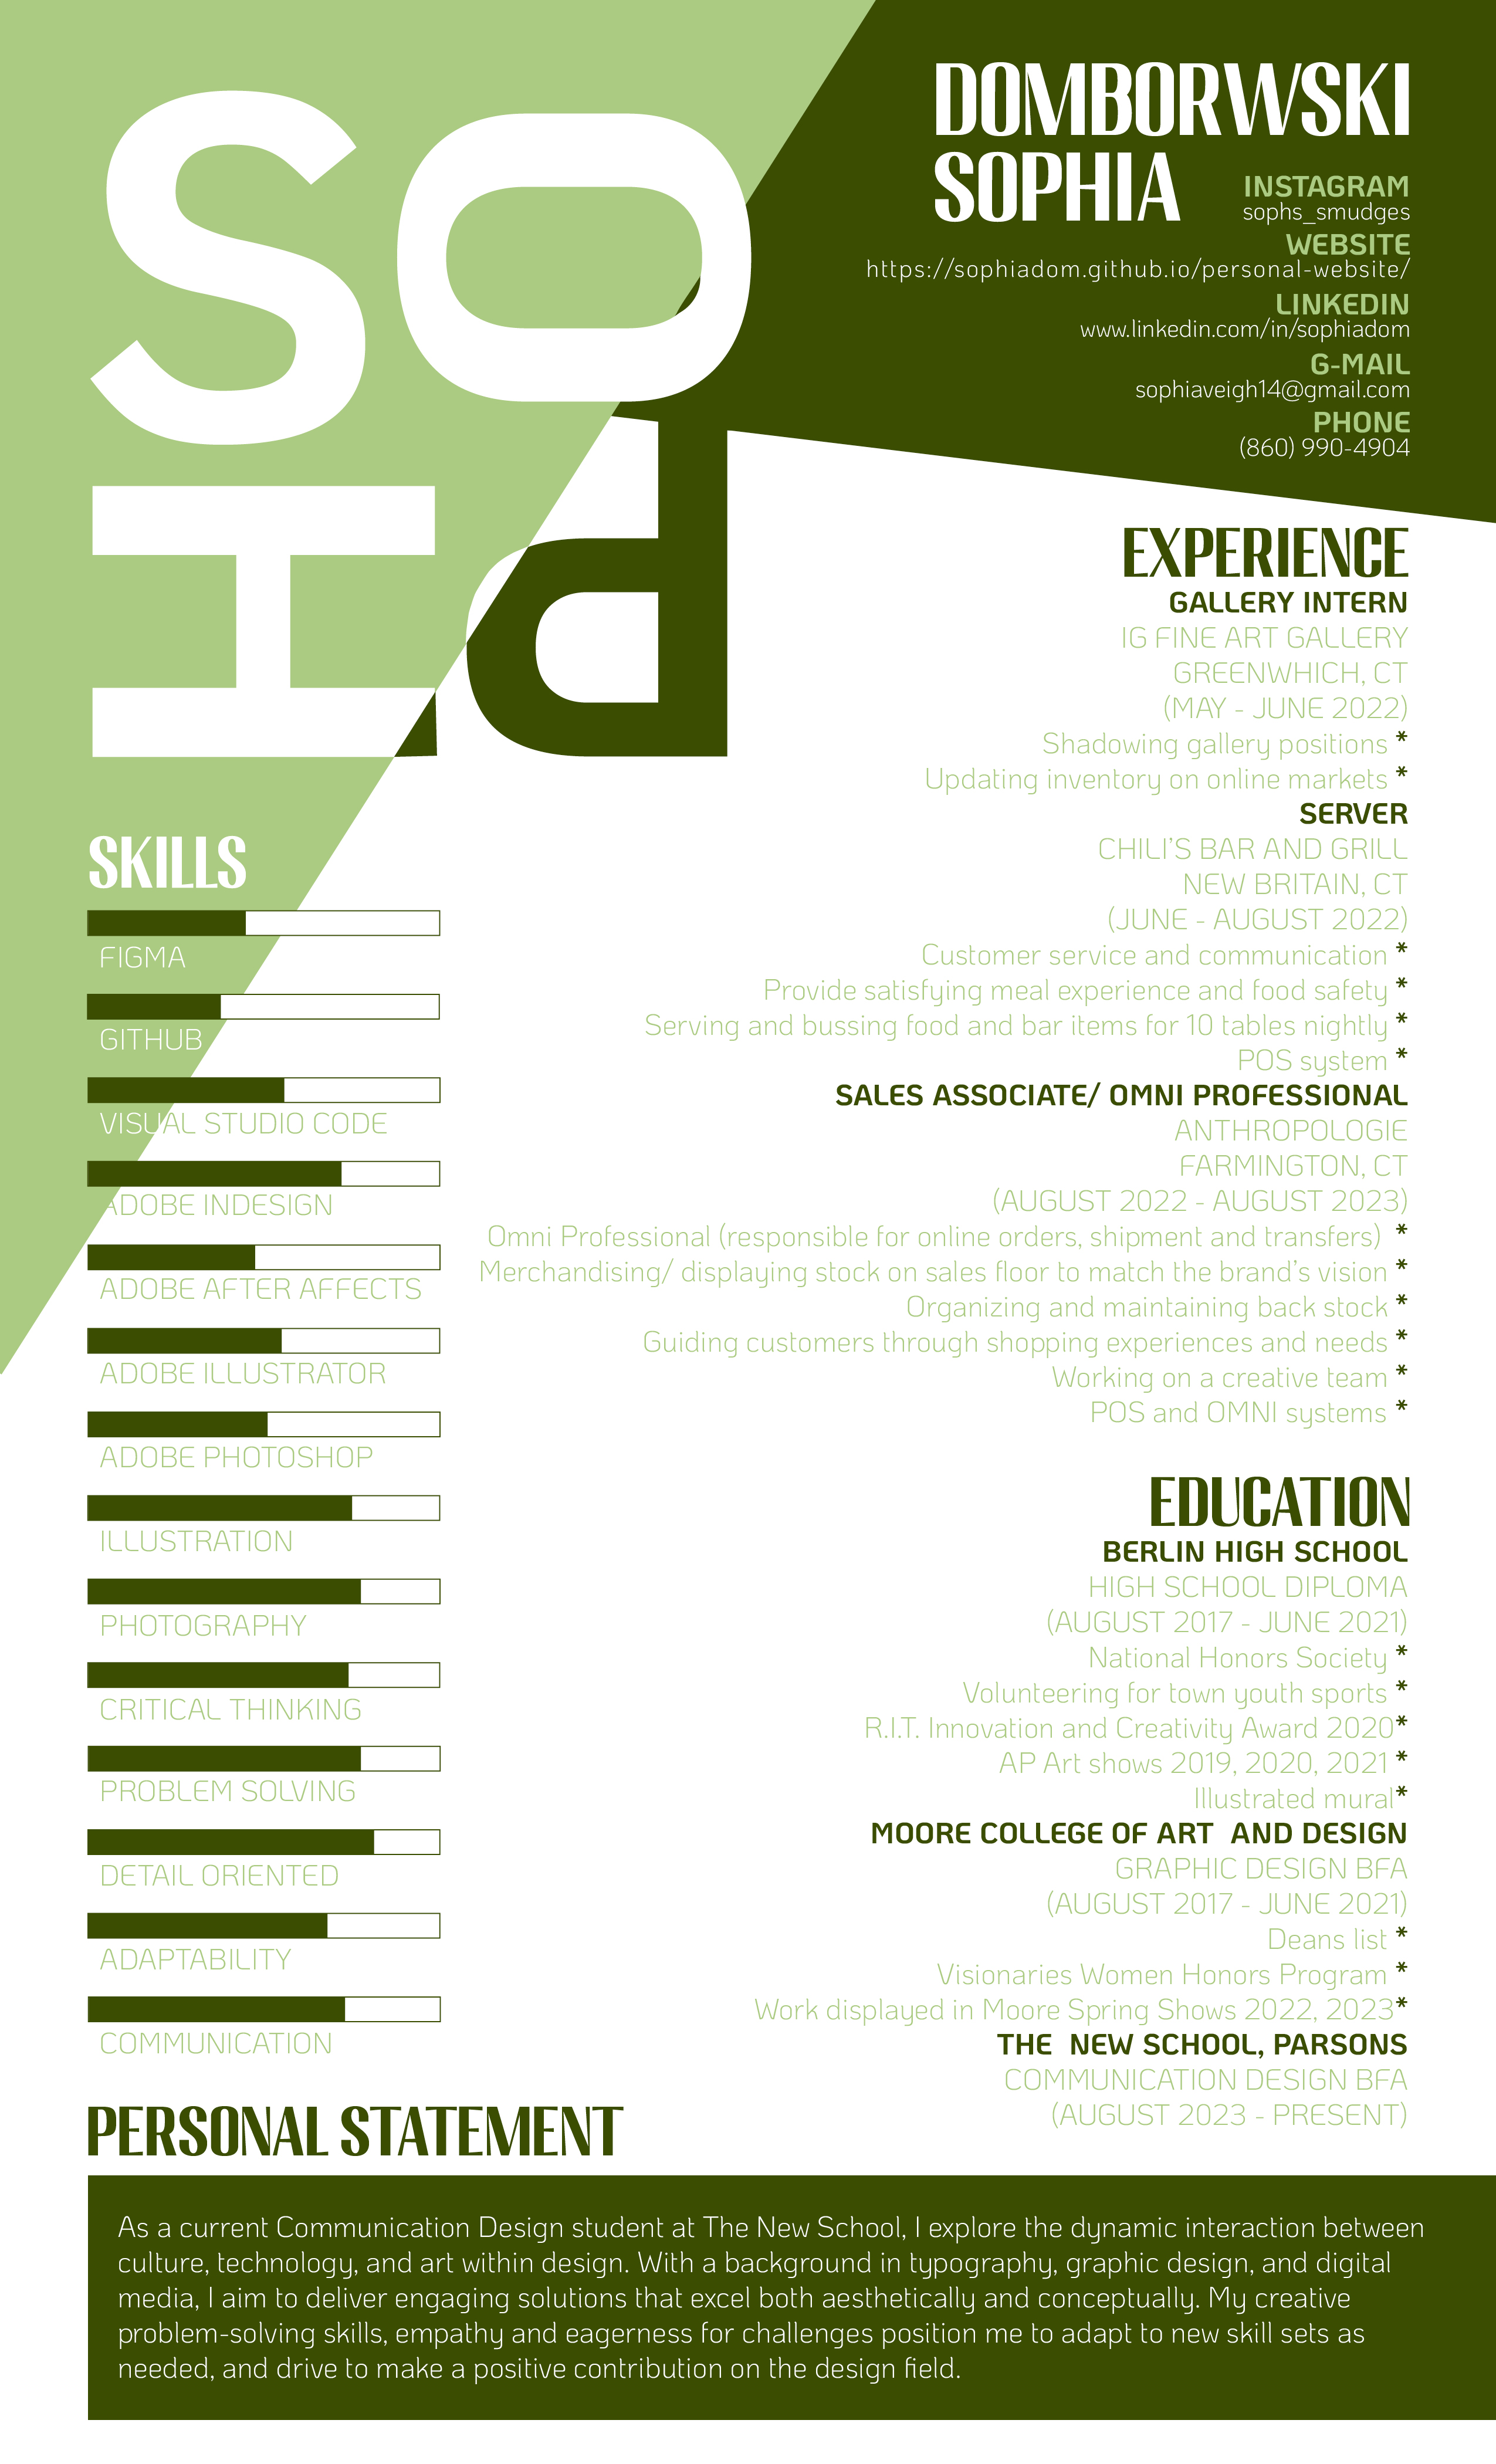 SO
HP
DOMBORWSKI
SOPHIA
INSTAGRAM
sophs_smudges
WEBSITE
https://sophiadom.github.io/personal-website/
LINKEDIN
www.linkedin.com/in/sophiadom
G-MAIL
sophiaveigh14@gmail.com
PHONE
(860) 990-4904
EXPERIENCE
GALLERY INTERN
IG FINE ART GALLERY
GREENWHICH, CT
(MAY - JUNE 2022)
Shadowing gallery positions *
Updating inventory on online markets *
SERVER
CHILI'S BAR AND GRILL
NEW BRITAIN, CT
(JUNE - AUGUST 2022)
Customer service and communication *
Provide satisfying meal experience and food safety *
Serving and bussing food and bar items for 10 tables nightly *
POS system *
SALES ASSOCIATE/ OMNI PROFESSIONAL
ANTHROPOLOGIE
FARMINGTON, CT
(AUGUST 2022 - AUGUST 2023)
Omni Professional (responsible for online orders, shipment and transfers) *
Merchandising/ displaying stock on sales floor to match the brand's vision *
Organizing and maintaining back stock *
Guiding customers through shopping experiences and needs *
Working on a creative team *
POS and OMNI systems *
EDUCATION
BERLIN HIGH SCHOOL
HIGH SCHOOL DIPLOMA
(AUGUST 2017 - JUNE 2021)
National Honors Society *
Volunteering for town youth sports *
R.I.T. Innovation and Creativity Award 2020*
AP Art shows 2019, 2020, 2021 *
Illustrated mural*
MOORE COLLEGE OF ART AND DESIGN
GRAPHIC DESIGN BFA
(AUGUST 2017 - JUNE 2021)
Deans list *
Visionaries Women Honors Program *
Work displayed in Moore Spring Shows 2022, 2023*
THE NEW SCHOOL, PARSONS
COMMUNICATION DESIGN BFA
(AUGUST 2023 - PRESENT)
SKILLS
FIGMA
GITHUB
VISUAL STUDIO CODE
ADOBE INDESIGN
ADOBE AFTER AFFECTS
ADOBE ILLUSTRATOR
ADOBE PHOTOSHOP
ILLUSTRATION
PHOTOGRAPHY
CRITICAL THINKING
PROBLEM SOLVING
DETAIL ORIENTED
ADAPTABILITY
COMMUNICATION
PERSONAL STATEMENT
As a current Communication Design student at The New School, I explore the dynamic interaction between
culture, technology, and art within design. With a background in typography, graphic design, and digital
media, I aim to deliver engaging solutions that excel both aesthetically and conceptually. My creative
problem-solving skills, empathy and eagerness for challenges position me to adapt to new skill sets as
needed, and drive to make a positive contribution on the design field.